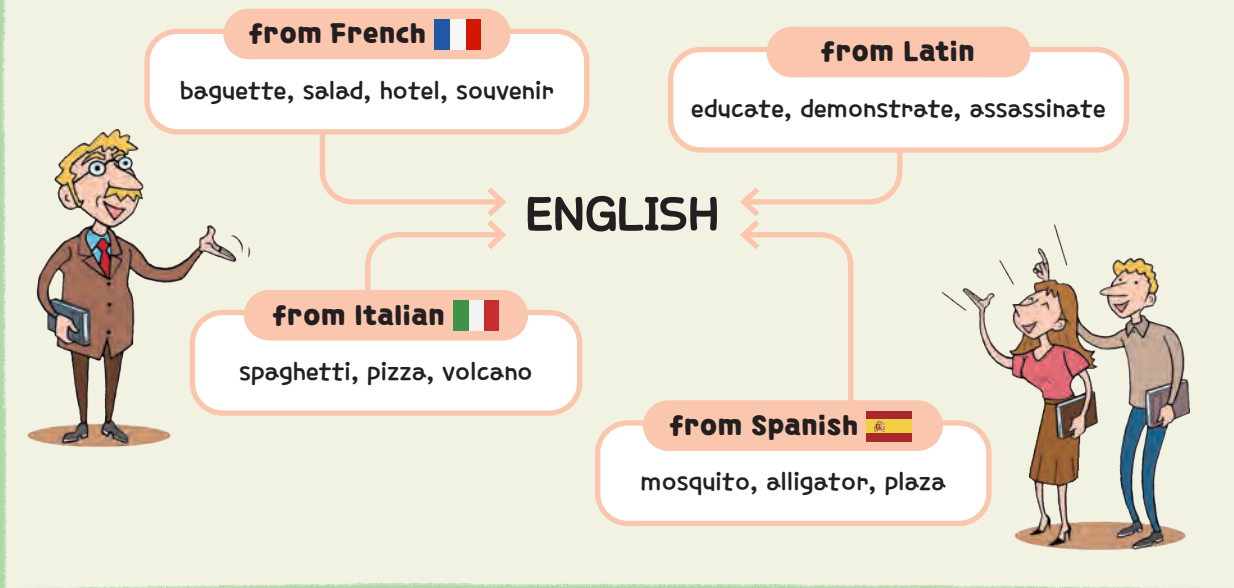 from French
baguette, salad, hotel, souvenir
from Latin
educate, demonstrate, assassinate
ENGLISH
from Italian
spaghetti, pizza, volcano
from Spanish
mosquito, alligator, plaza